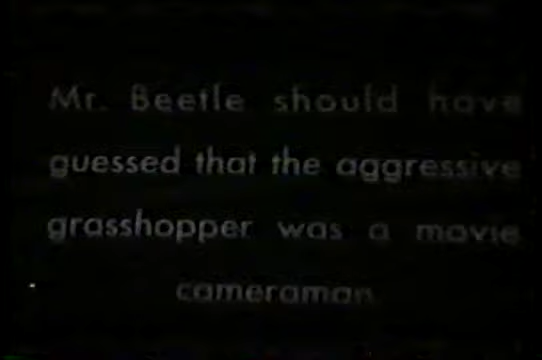 Mr. Beetle should have
guessed that the aggressive
grasshopper was a movie
cameraman.